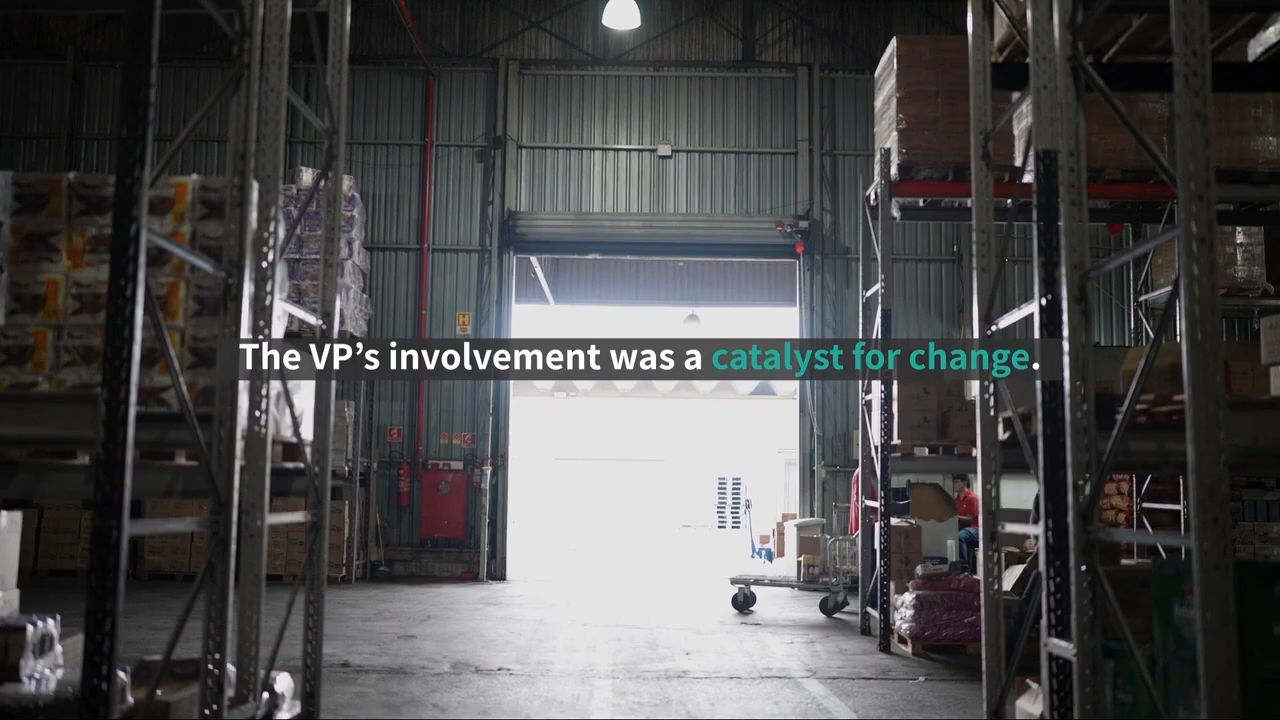 The VP’s involvement was a catalyst for change.
H